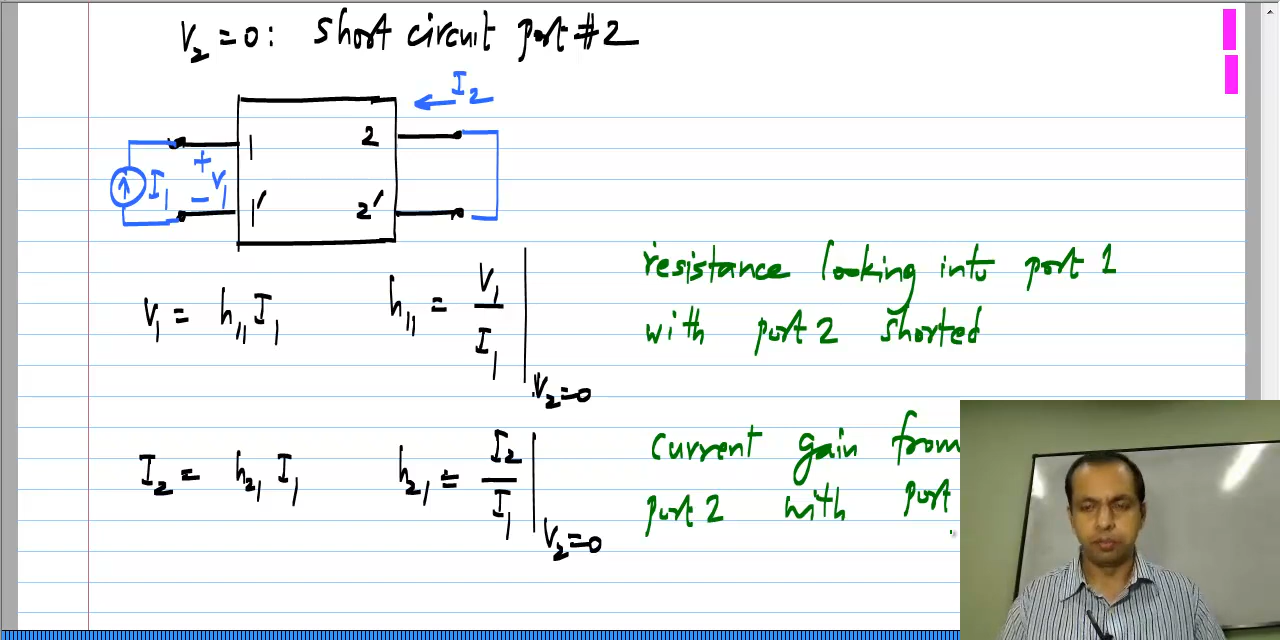 V₂ = 0 : short circuit port #2
I₂
1 2
+
I₁ V₁
−
1′ 2′
V₁ = h₁₁ I₁ h₁₁ = V₁/I₁ |V₂=0
resistance looking into port 1
with port 2 shorted
I₂ = h₂₁ I₁ h₂₁ = I₂/I₁ |V₂=0
current gain from
port 2 with port